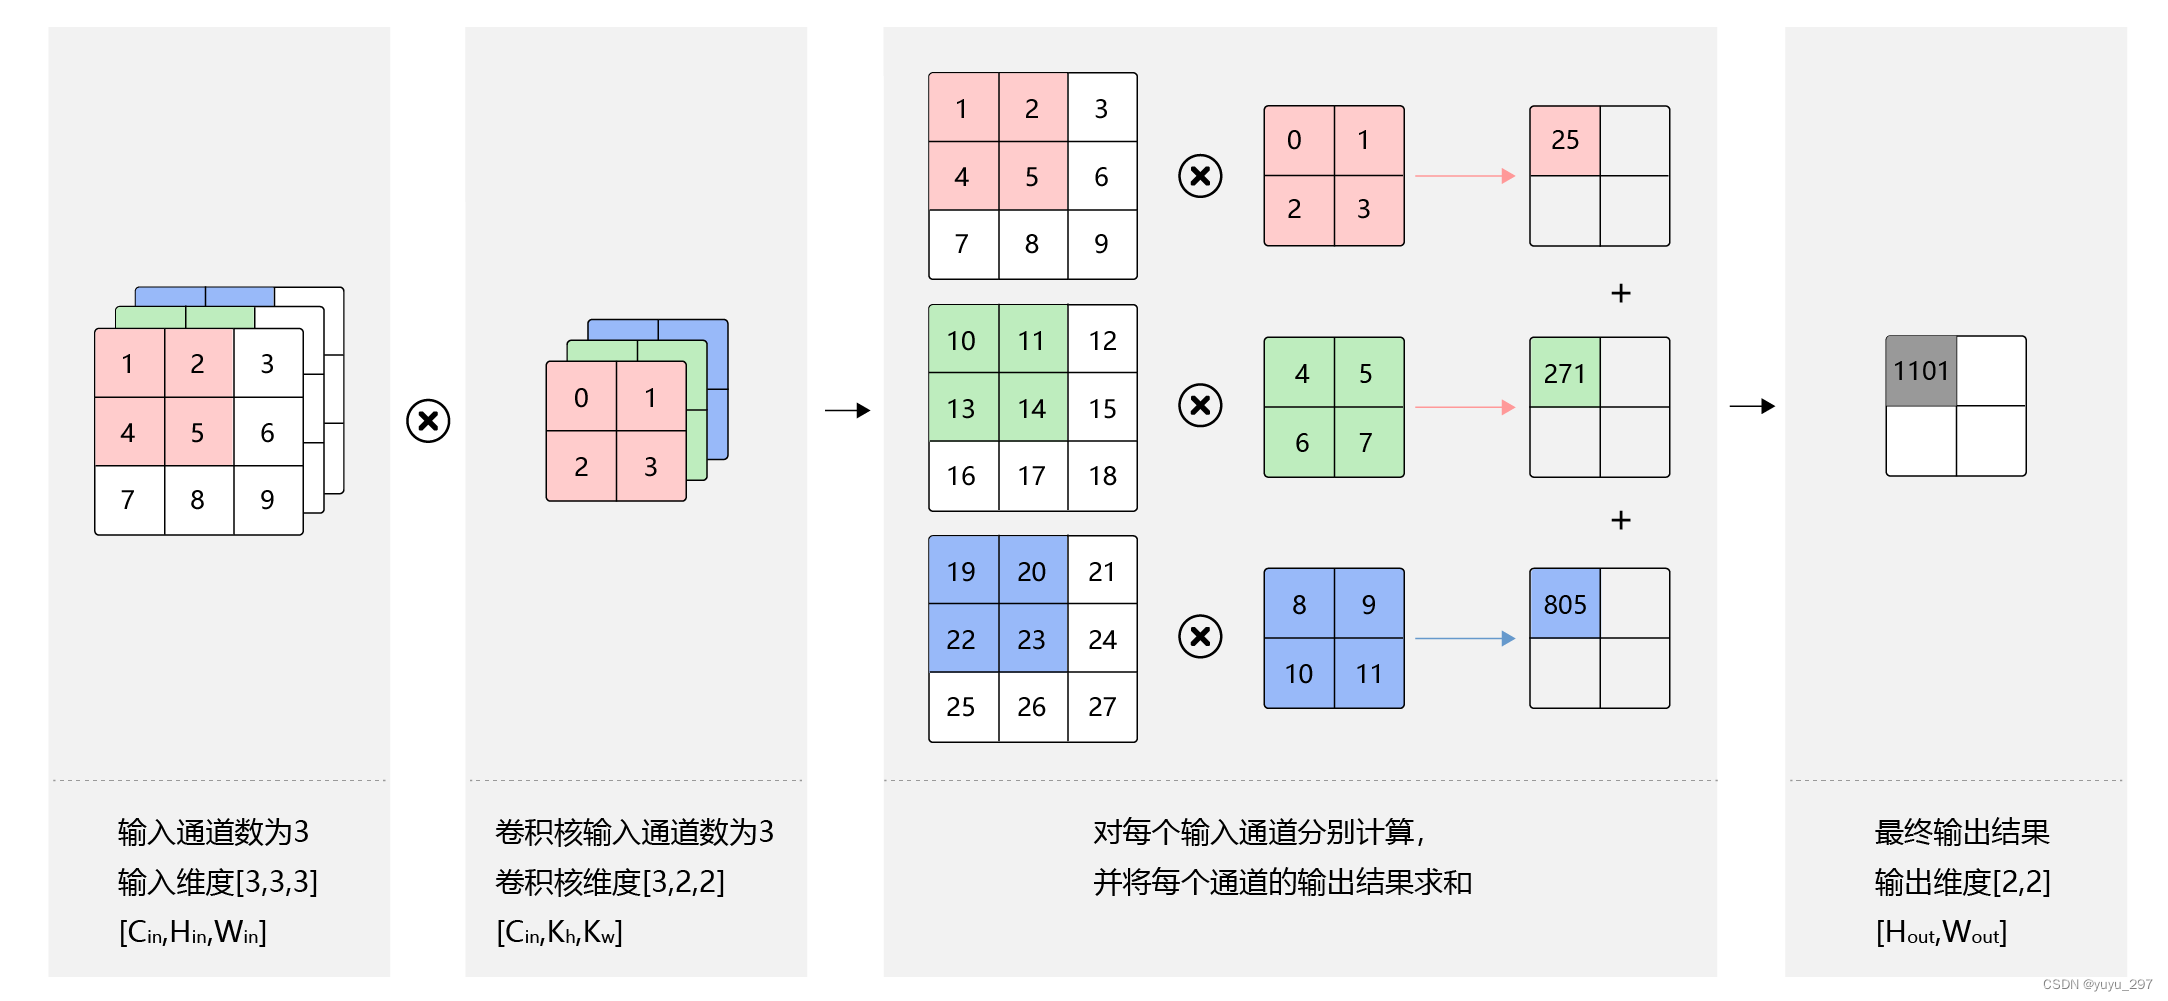 1 2 3
4 5 6
7 8 9
0 1
2 3
1 2 3
4 5 6
7 8 9
0 1
2 3
25
+
10 11 12
13 14 15
16 17 18
4 5
6 7
271
+
19 20 21
22 23 24
25 26 27
8 9
10 11
805
1101
输入通道数为3
输入维度[3,3,3]
[Cin,Hin,Win]
卷积核输入通道数为3
卷积核维度[3,2,2]
[Cin,Kh,Kw]
对每个输入通道分别计算，
并将每个通道的输出结果求和
最终输出结果
输出维度[2,2]
[Hout,Wout]
CSDN @yuyu_297